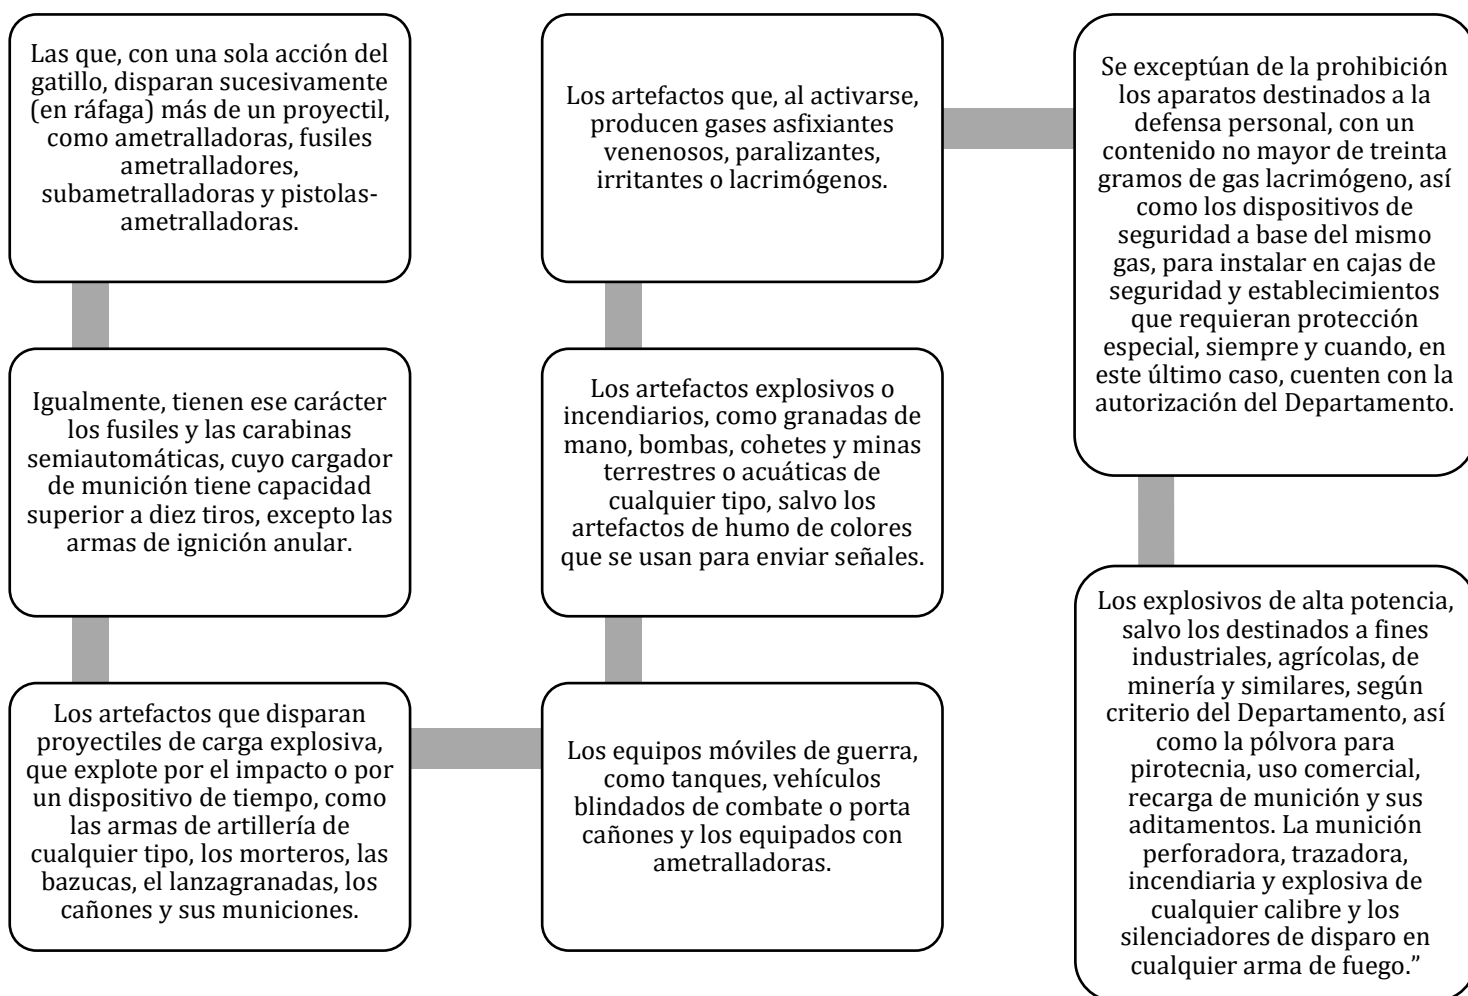 Las que, con una sola acción del
gatillo, disparan sucesivamente
(en ráfaga) más de un proyectil,
como ametralladoras, fusiles
ametralladores,
subametralladoras y pistolas-
ametralladoras.
Igualmente, tienen ese carácter
los fusiles y las carabinas
semiautomáticas, cuyo cargador
de munición tiene capacidad
superior a diez tiros, excepto las
armas de ignición anular.
Los artefactos que disparan
proyectiles de carga explosiva,
que explote por el impacto o por
un dispositivo de tiempo, como
las armas de artillería de
cualquier tipo, los morteros, las
bazucas, el lanzagranadas, los
cañones y sus municiones.
Los equipos móviles de guerra,
como tanques, vehículos
blindados de combate o porta
cañones y los equipados con
ametralladoras.
Los artefactos explosivos o
incendiarios, como granadas de
mano, bombas, cohetes y minas
terrestres o acuáticas de
cualquier tipo, salvo los
artefactos de humo de colores
que se usan para enviar señales.
Los artefactos que, al activarse,
producen gases asfixiantes
venenosos, paralizantes,
irritantes o lacrimógenos.
Se exceptúan de la prohibición
los aparatos destinados a la
defensa personal, con un
contenido no mayor de treinta
gramos de gas lacrimógeno, así
como los dispositivos de
seguridad a base del mismo
gas, para instalar en cajas de
seguridad y establecimientos
que requieran protección
especial, siempre y cuando, en
este último caso, cuenten con la
autorización del Departamento.
Los explosivos de alta potencia,
salvo los destinados a fines
industriales, agrícolas, de
minería y similares, según
criterio del Departamento, así
como la pólvora para
pirotecnia, uso comercial,
recarga de munición y sus
aditamentos. La munición
perforadora, trazadora,
incendiaria y explosiva de
cualquier calibre y los
silenciadores de disparo en
cualquier arma de fuego.”